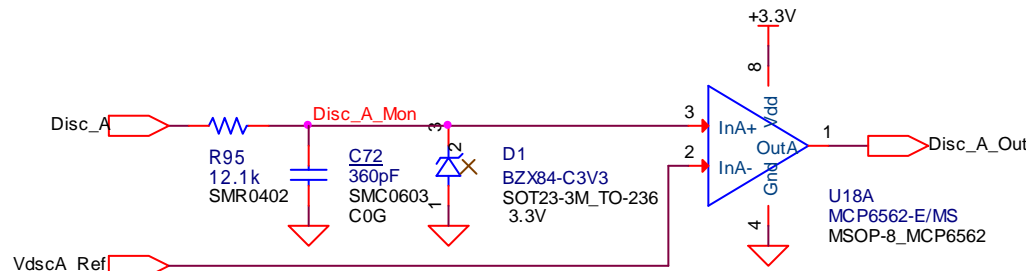 +3.3V
8
Disc_A
Disc_A_Mon
3
3
InA+
Vdd
2
1
Disc_A_Out
OutA
R95
C72
2
D1
InA-
12.1k
360pF
BZX84-C3V3
Gnd
U18A
SMR0402
SMC0603
SOT23-3M_TO-236
MCP6562-E/MS
C0G
1
3.3V
4
MSOP-8_MCP6562
VdscA_Ref